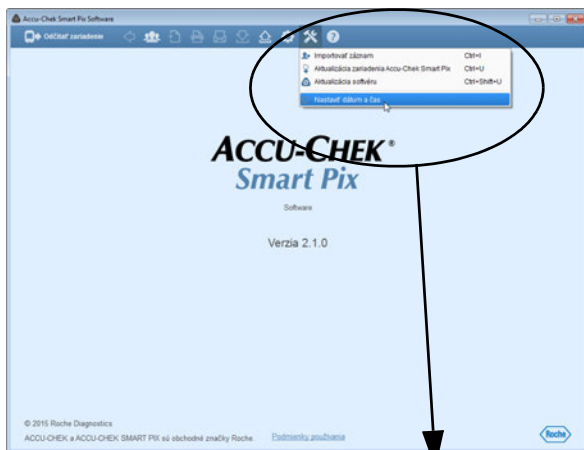 Accu-Chek Smart Pix Software
Odčítať zariadenie
Importovať záznam Ctrl+I
Aktualizácia zariadenia Accu-Chek Smart Pix Ctrl+U
Aktualizácia softvéru Ctrl+Shift+U
Nastaviť dátum a čas
ACCU-CHEK®
Smart Pix
Software
Verzia 2.1.0
© 2015 Roche Diagnostics
ACCU-CHEK a ACCU-CHEK SMART PIX sú obchodné značky Roche. Podmienky používania
Roche